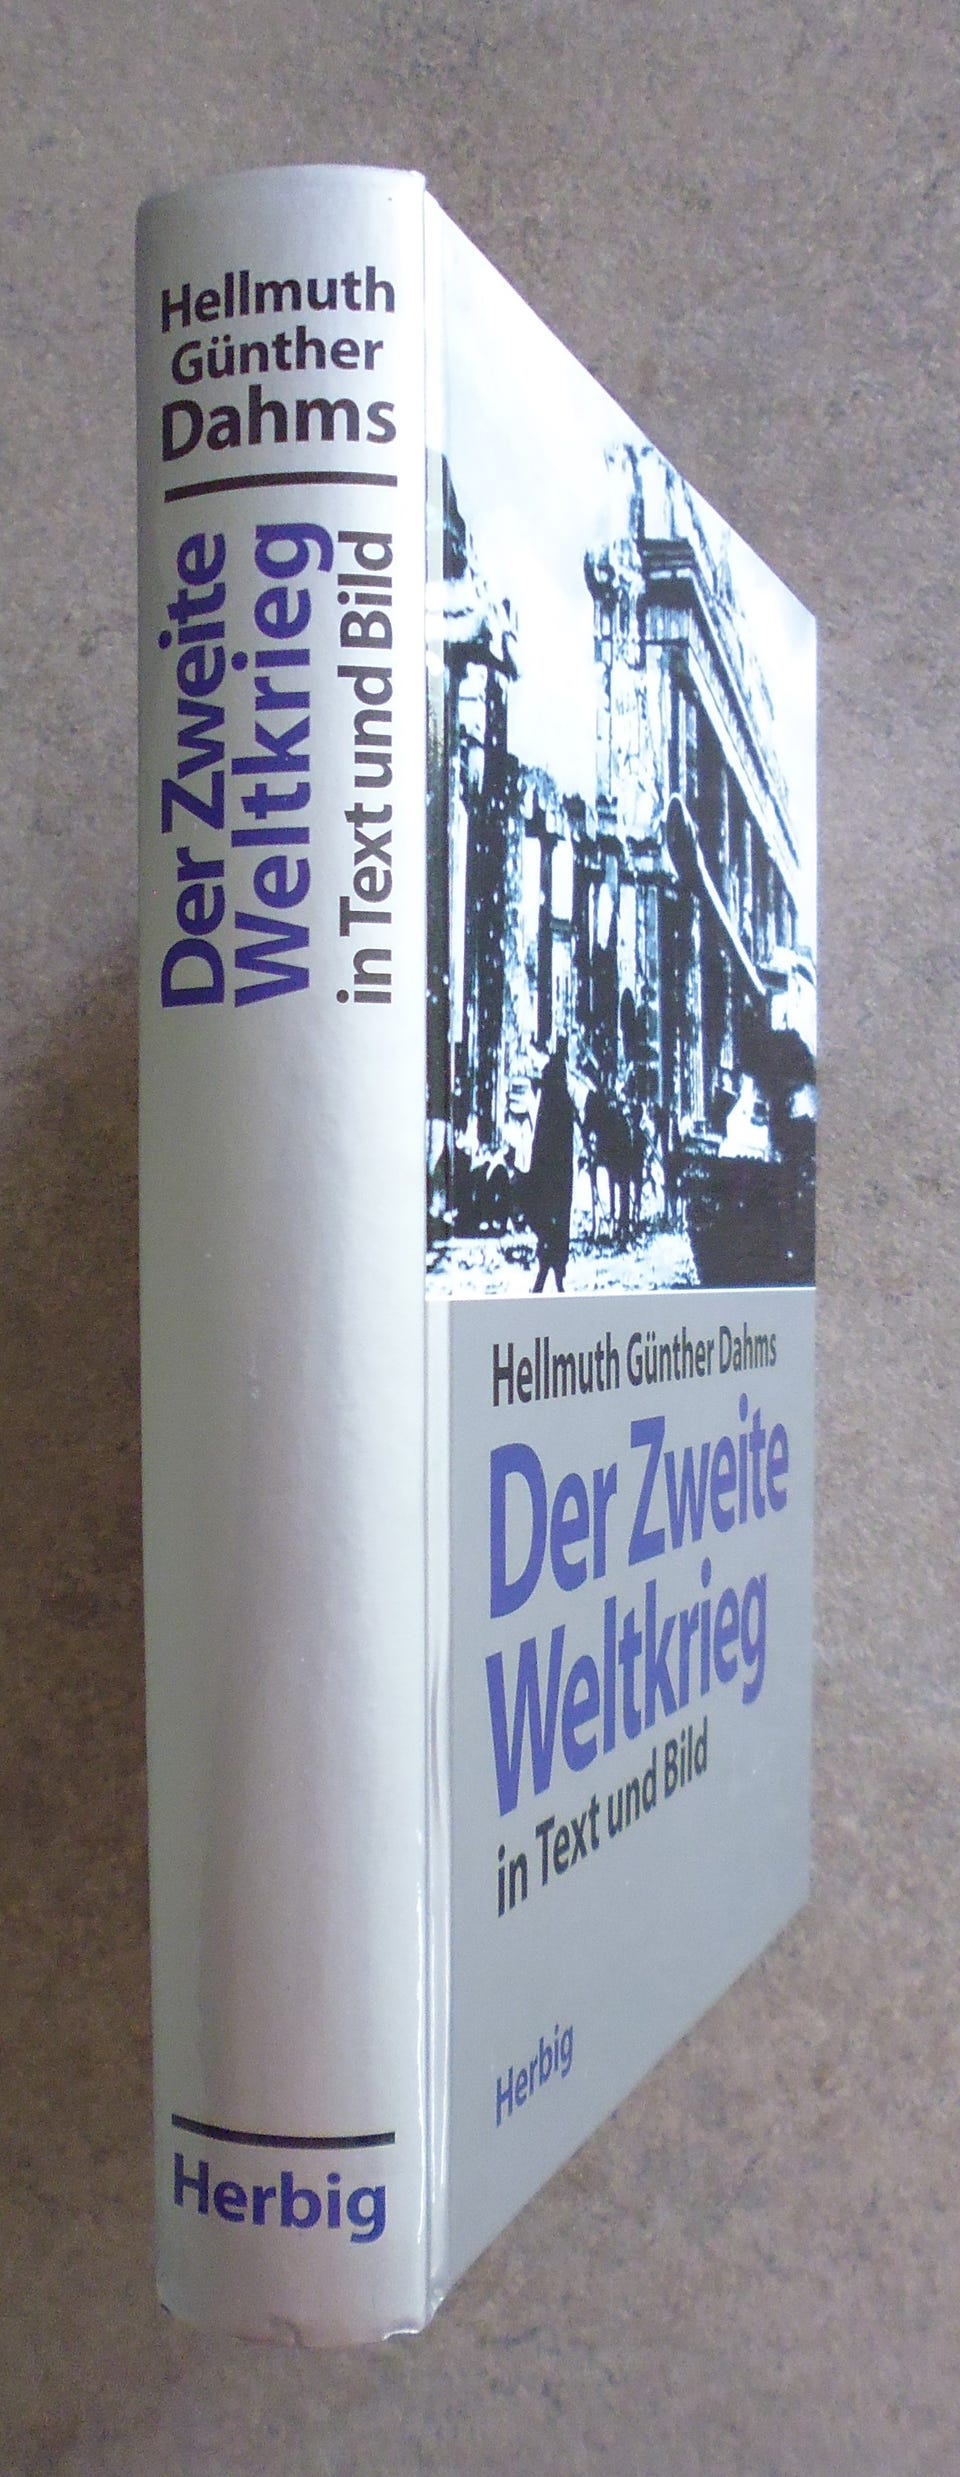 Hellmuth
Günther
Dahms
Der Zweite
Weltkrieg
in Text und Bild
Herbig
Hellmuth Günther Dahms
Der Zweite
Weltkrieg
in Text und Bild
Herbig